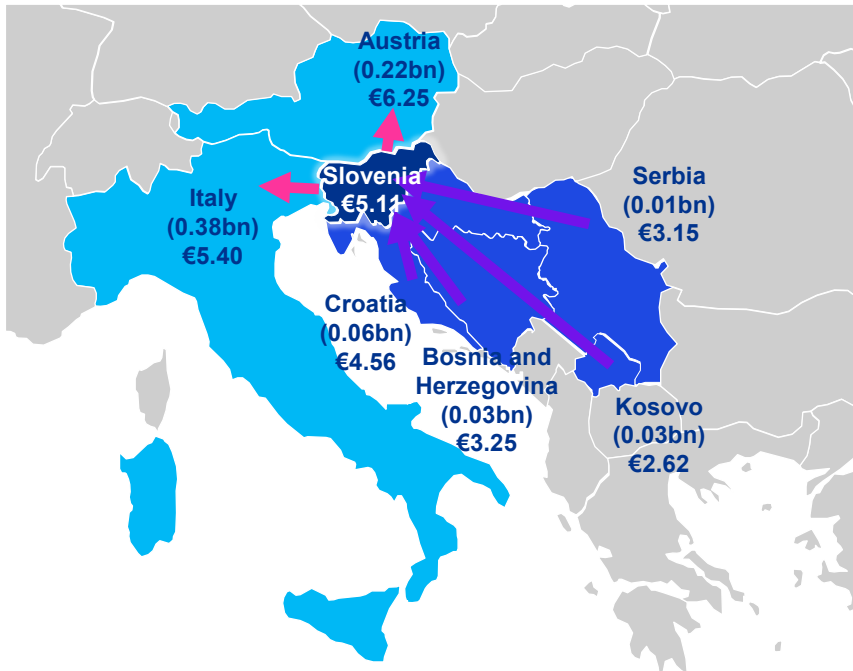 Austria
(0.22bn)
€6.25
Slovenia
€5.11
Italy
(0.38bn)
€5.40
Serbia
(0.01bn)
€3.15
Croatia
(0.06bn)
€4.56
Bosnia and
Herzegovina
(0.03bn)
€3.25
Kosovo
(0.03bn)
€2.62